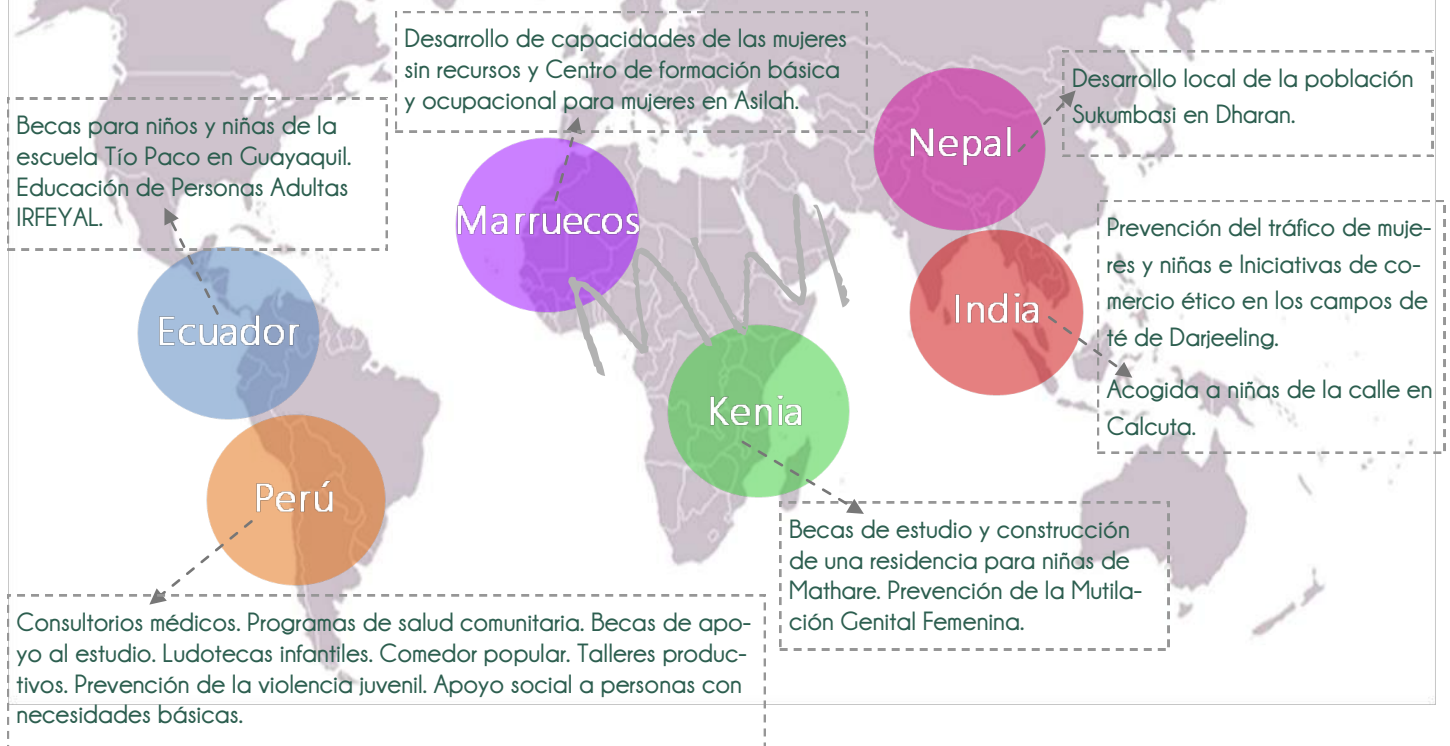 Desarrollo de capacidades de las mujeres
sin recursos y Centro de formación básica
y ocupacional para mujeres en Asilah.
Desarrollo local de la población
Sukumbasi en Dharan.
Becas para niños y niñas de la
escuela Tío Paco en Guayaquil.
Educación de Personas Adultas
IRFEYAL.
Nepal
Marruecos
Prevención del tráfico de muje-
res y niñas e Iniciativas de co-
mercio ético en los campos de
té de Darjeeling.
Acogida a niñas de la calle en
Calcuta.
India
Ecuador
Kenia
Perú
Becas de estudio y construcción
de una residencia para niñas de
Mathare. Prevención de la Mutila-
ción Genital Femenina.
Consultorios médicos. Programas de salud comunitaria. Becas de apo-
yo al estudio. Ludotecas infantiles. Comedor popular. Talleres produc-
tivos. Prevención de la violencia juvenil. Apoyo social a personas con
necesidades básicas.